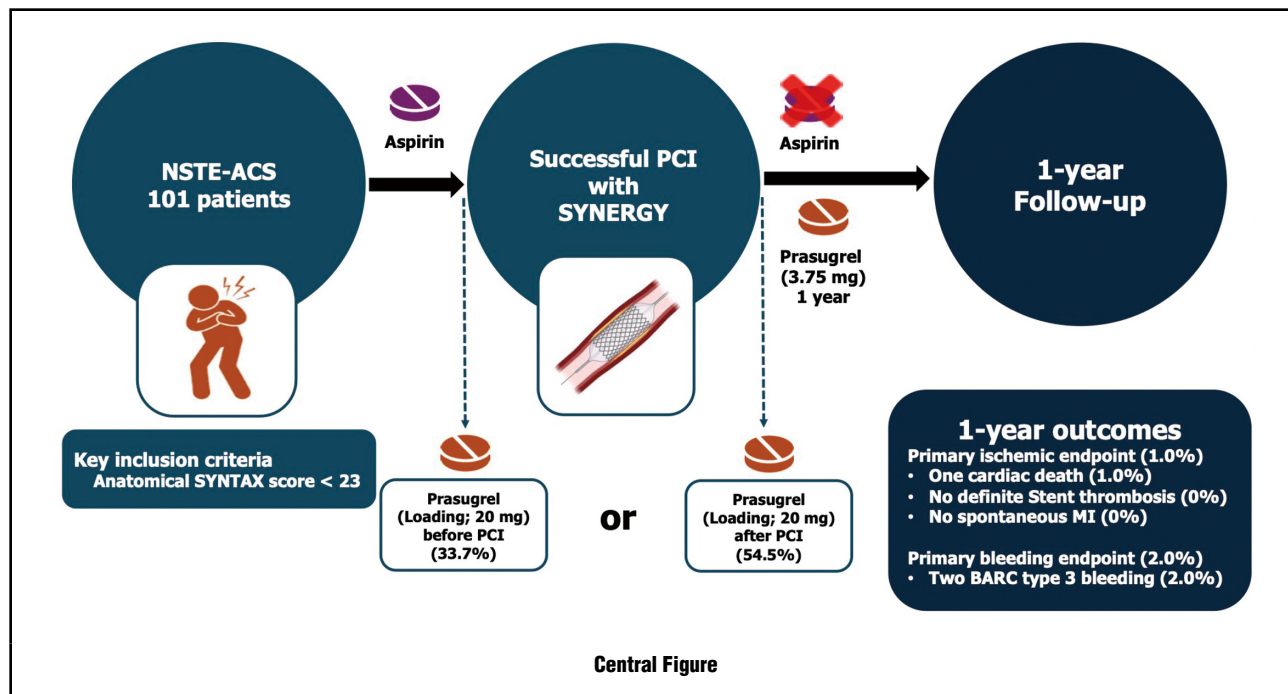 NSTE-ACS
101 patients
Aspirin
Successful PCI
with
SYNERGY
Aspirin
Prasugrel
(3.75 mg)
1 year
1-year
Follow-up
Key inclusion criteria
Anatomical SYNTAX score < 23
Prasugrel
(Loading; 20 mg)
before PCI
(33.7%)
or
Prasugrel
(Loading; 20 mg)
after PCI
(54.5%)
1-year outcomes
Primary ischemic endpoint (1.0%)
• One cardiac death (1.0%)
• No definite Stent thrombosis (0%)
• No spontaneous MI (0%)
Primary bleeding endpoint (2.0%)
• Two BARC type 3 bleeding (2.0%)
Central Figure